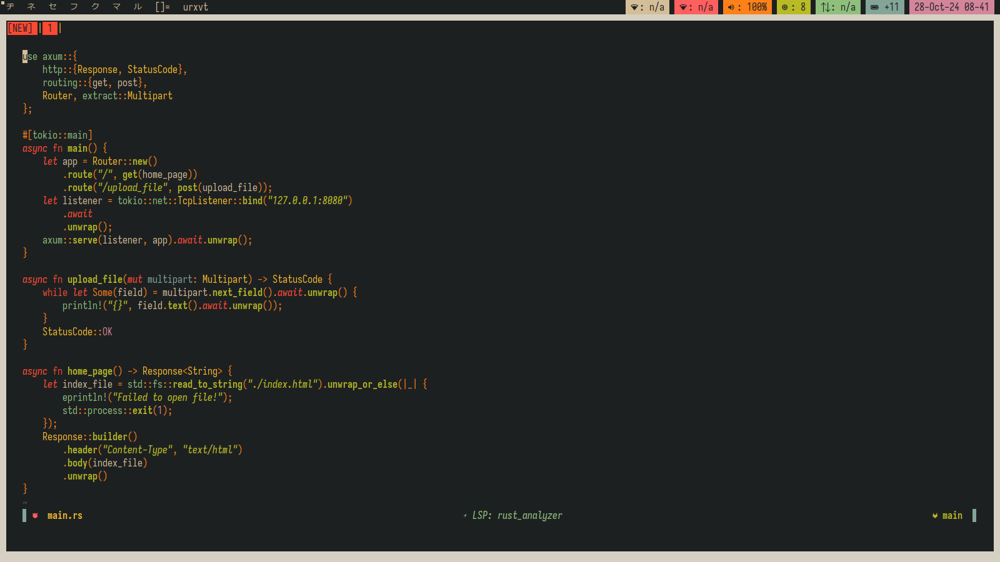 ヂ ネ セ フ ク マ ル []= urxvt : n/a : n/a : 100% : 8 ↑↓: n/a +11 28-Oct-24 08-41
[NEW] | 1 |
use axum::{
    http::{Response, StatusCode},
    routing::{get, post},
    Router, extract::Multipart
};
#[tokio::main]
async fn main() {
    let app = Router::new()
        .route("/", get(home_page))
        .route("/upload_file", post(upload_file));
    let listener = tokio::net::TcpListener::bind("127.0.0.1:8080")
        .await
        .unwrap();
    axum::serve(listener, app).await.unwrap();
}
async fn upload_file(mut multipart: Multipart) -> StatusCode {
    while let Some(field) = multipart.next_field().await.unwrap() {
        println!("{}", field.text().await.unwrap());
    }
    StatusCode::OK
}
async fn home_page() -> Response<String> {
    let index_file = std::fs::read_to_string("./index.html").unwrap_or_else(|_| {
        eprintln!("Failed to open file!");
        std::process::exit(1);
    });
    Response::builder()
        .header("Content-Type", "text/html")
        .body(index_file)
        .unwrap()
}
~
main.rs LSP: rust_analyzer main